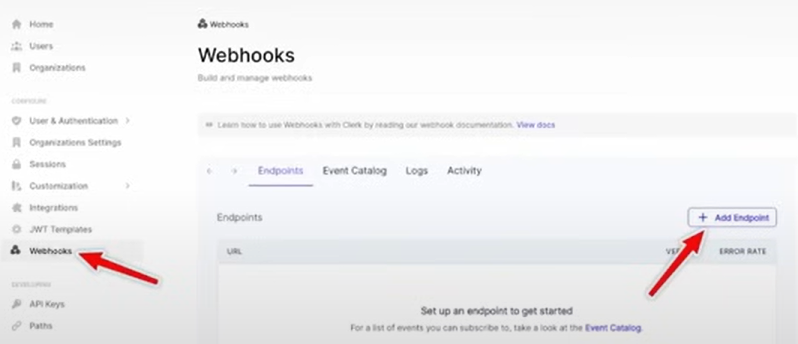 Home
Users
Organizations
CONFIGURE
User & Authentication
Organizations Settings
Sessions
Customization
Integrations
JWT Templates
Webhooks
DEVELOPING
API Keys
Paths
Webhooks
Webhooks
Build and manage webhooks
Learn how to use Webhooks with Clerk by reading our webhook documentation. View docs
Endpoints Event Catalog Logs Activity
Endpoints + Add Endpoint
URL ERROR RATE
Set up an endpoint to get started
For a list of events you can subscribe to, take a look at the Event Catalog.